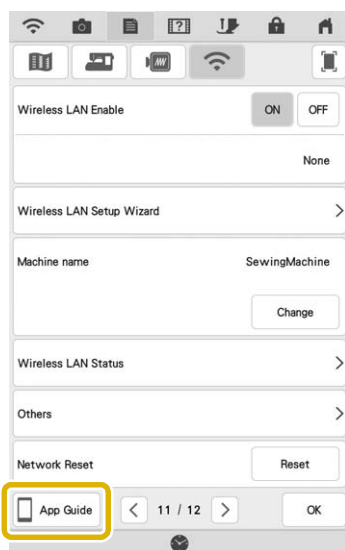 Wireless LAN Enable ON OFF
None
Wireless LAN Setup Wizard
Machine name SewingMachine
Change
Wireless LAN Status
Others
Network Reset Reset
App Guide < 11 / 12 > OK